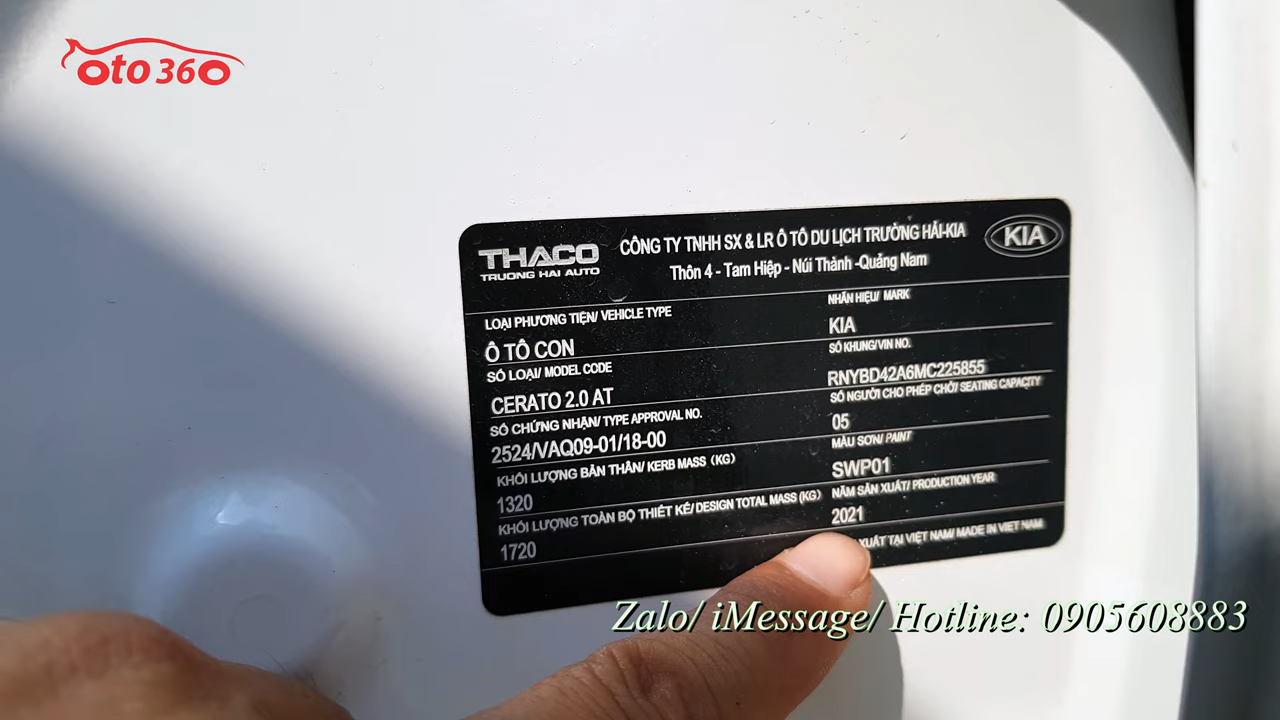 oto 360
THACO
TRUONG HAI AUTO
CÔNG TY TNHH SX & LR Ô TÔ DU LỊCH TRƯỜNG HẢI-KIA
Thôn 4 - Tam Hiệp - Núi Thành -Quảng Nam
KIA
LOẠI PHƯƠNG TIỆN/ VEHICLE TYPE
Ô TÔ CON
SỐ LOẠI/ MODEL CODE
CERATO 2.0 AT
SỐ CHỨNG NHẬN/ TYPE APPROVAL NO.
2524/VAQ09-01/18-00
KHỐI LƯỢNG BẢN THÂN/ KERB MASS (KG)
1320
KHỐI LƯỢNG TOÀN BỘ THIẾT KẾ/ DESIGN TOTAL MASS (KG)
1720
NHÃN HIỆU/ MARK
KIA
SỐ KHUNG/VIN NO.
RNYBD42A6MC225855
SỐ NGƯỜI CHO PHÉP CHỞ/ SEATING CAPACITY
05
MÀU SƠN/ PAINT
SWP01
NĂM SẢN XUẤT/ PRODUCTION YEAR
2021
XUẤT TẠI VIỆT NAM/ MADE IN VIET NAM
Zalo/ iMessage/ Hotline: 0905608883